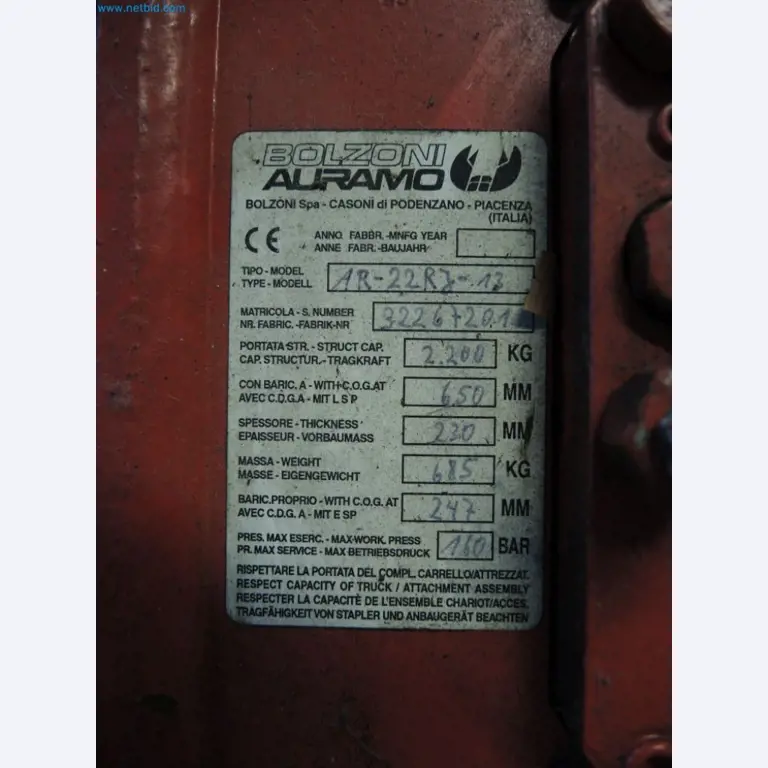 www.netbid.com
BOLZONI
AURAMO
BOLZONI Spa - CASONI di PODENZANO - PIACENZA
(ITALIA)
CE
ANNO. FABBR. -MNFG YEAR
ANNE FABR.-BAUJAHR
TIPO - MODEL
TYPE - MODELL
AR-22RJ-13
MATRICOLA - S. NUMBER
NR. FABRIC. -FABRIK-NR
PORTATA STR. - STRUCT CAP. 2.200 KG
CAP. STRUCTUR. - TRAGKRAFT
CON BARIC. A - WITH C.O.G. AT 650 MM
AVEC C.D.G.A - MIT L S P
SPESSORE - THICKNESS 230 MM
EPAISSEUR - VORBAUMASS
MASSA - WEIGHT 685 KG
MASSE - EIGENGEWICHT
BARIC.PROPRIO - WITH C.O.G. AT 247 MM
AVEC C.D.G. A - MIT E SP
PRES. MAX ESERC. - MAX-WORK. PRESS 160 BAR
PR. MAX SERVICE - MAX BETRIEBSDRUCK
RISPETTARE LA PORTATA DEL COMPL. CARRELLO/ATTREZZAT.
RESPECT CAPACITY OF TRUCK / ATTACHMENT ASSEMBLY
RESPECTER LA CAPACITÈ DE L'ENSEMBLE CHARIOT/ACCES.
TRAGFÄHIGKEIT VON STAPLER UND ANBAUGERÄT BEACHTEN